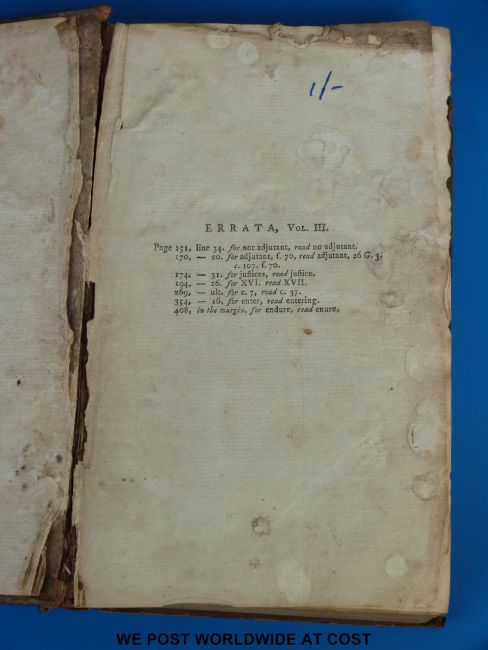 1/-
ERRATA, VOL. III.
Page 151, line 34. for not adjutant, read no adjutant.
170, — 20. for adjutant, ſ. 70, read adjutant, 26 G. 3.
c. 107. ſ. 70.
174, — 31. for juſtices, read juſtice.
194, — 26. for XVI. read XVII.
269, — ult. for c. 7, read c. 37.
354, — 16. for enter, read entering.
408, in the margin, for endure, read enure,
WE POST WORLDWIDE AT COST